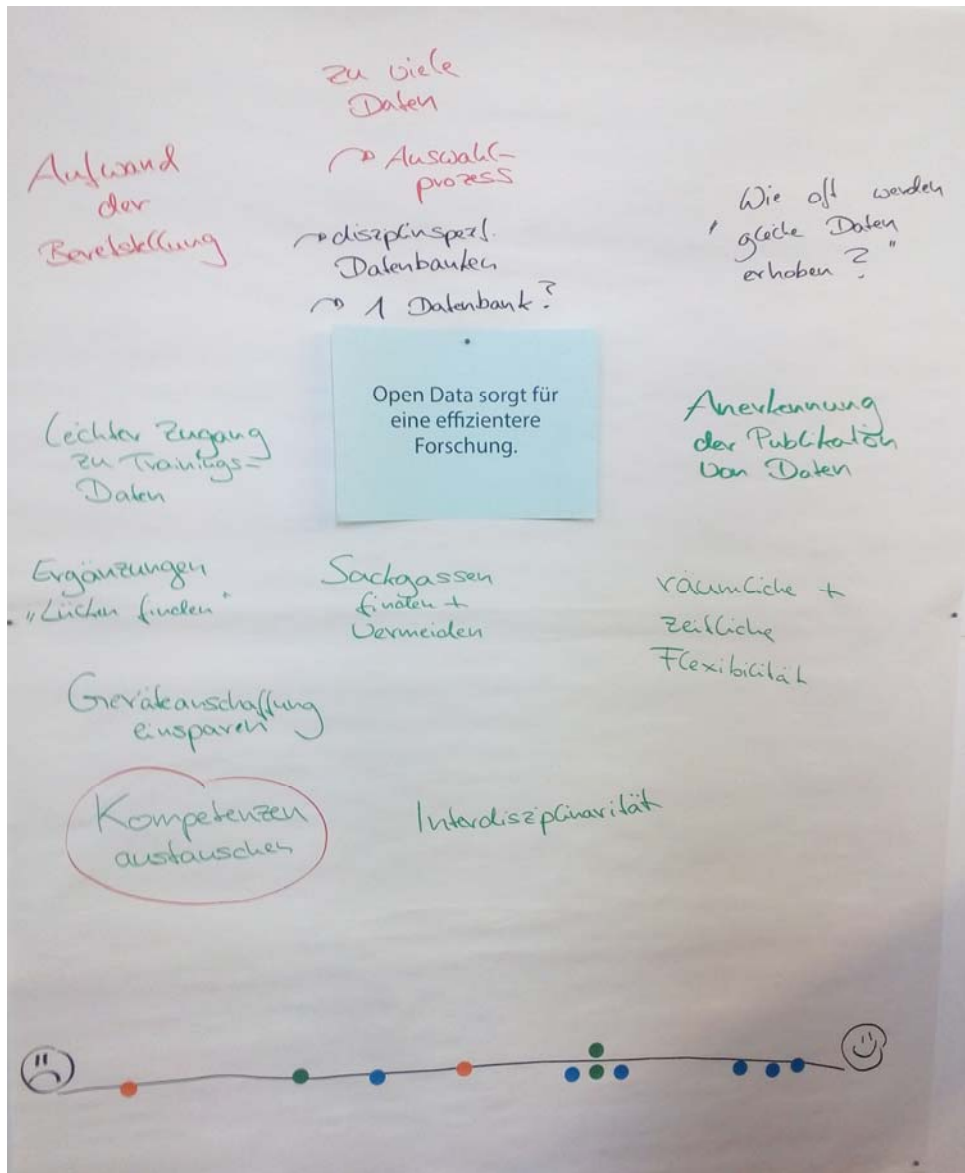 zu viele
Daten
↝ Auswahl-
prozess
Aufwand
der
Bereitstellung
↝ diszplinspezf.
Datenbanken
↝ 1 Datenbank?
"Wie oft werden
gleiche Daten
erhoben?"
Open Data sorgt für
eine effizientere
Forschung.
Leichter Zugang
zu Trainings-
Daten
Anerkennung
der Publikation
von Daten
Ergänzungen
„Lücken finden"
Sackgassen
finden +
Vermeiden
räumliche +
zeitliche
Flexibilität
Geräteanschaffung
einsparen
Kompetenzen
austauschen
Interdisziplinarität